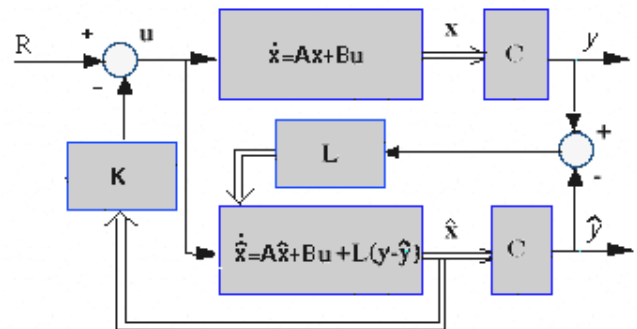 R
+
-
u
ẋ=Ax+Bu
x
C
y
L
+
-
K
x̂̇=Ax̂+Bu+L(y-ŷ)
x̂
C
ŷ